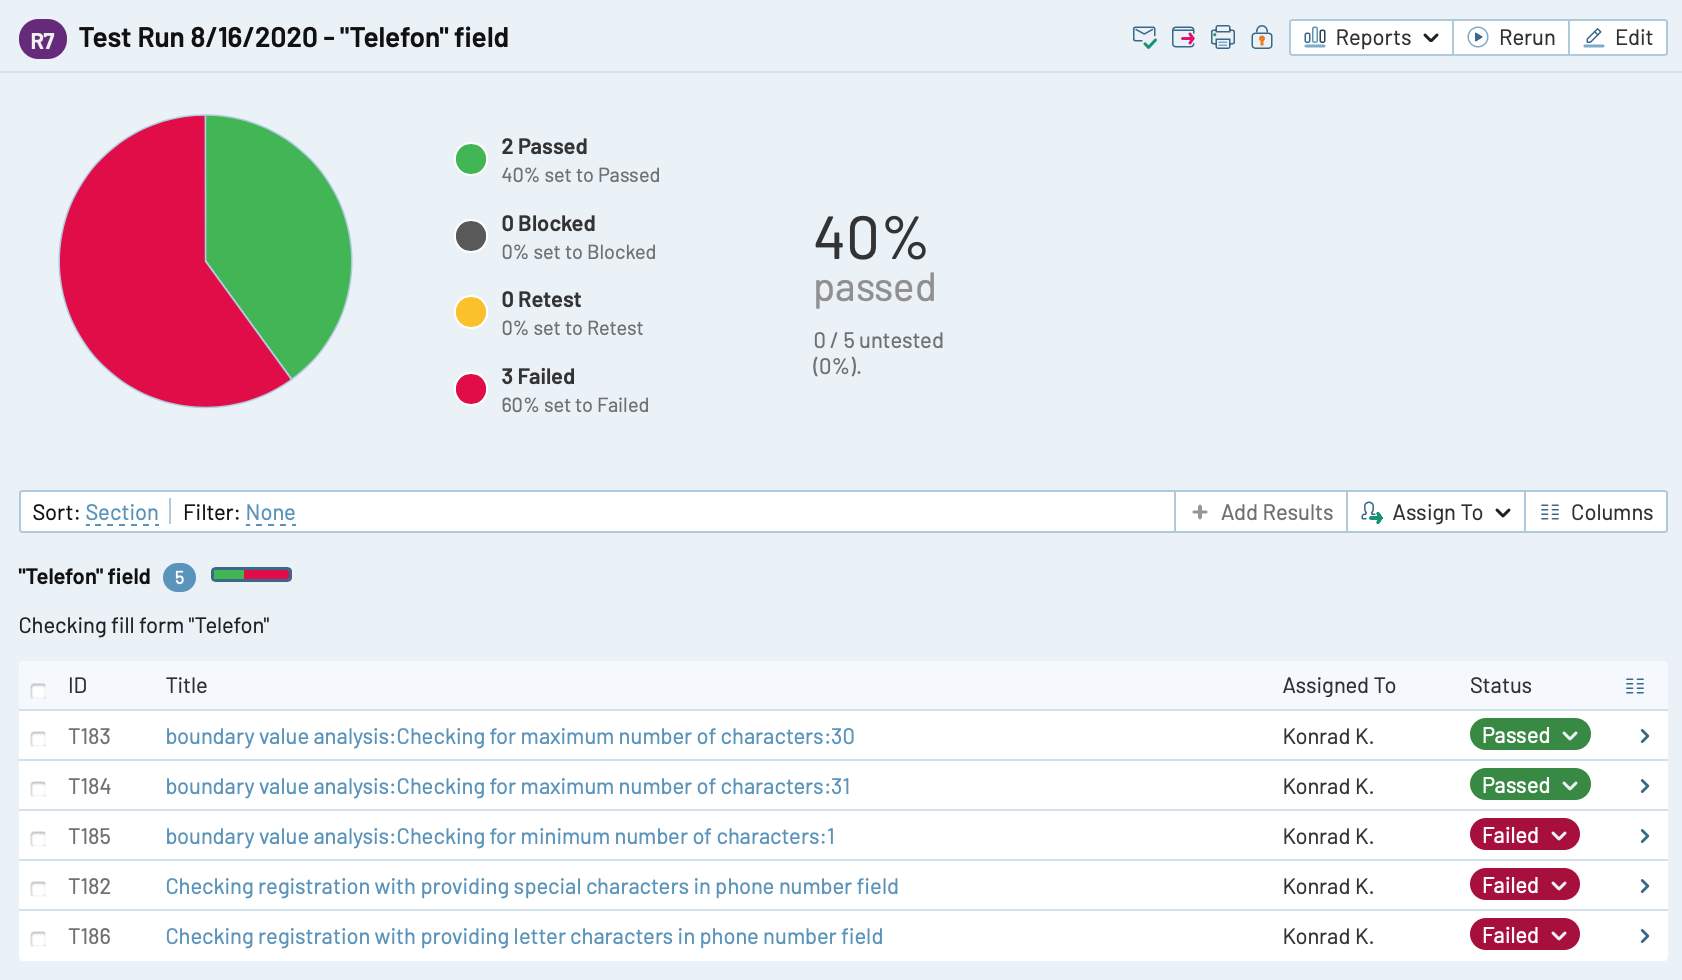 R7 Test Run 8/16/2020 - "Telefon" field
Reports Rerun Edit
2 Passed
40% set to Passed
0 Blocked
0% set to Blocked
0 Retest
0% set to Retest
3 Failed
60% set to Failed
40%
passed
0 / 5 untested
(0%).
Sort: Section Filter: None + Add Results Assign To Columns
"Telefon" field 5
Checking fill form "Telefon"
ID Title Assigned To Status
T183 boundary value analysis:Checking for maximum number of characters:30 Konrad K. Passed
T184 boundary value analysis:Checking for maximum number of characters:31 Konrad K. Passed
T185 boundary value analysis:Checking for minimum number of characters:1 Konrad K. Failed
T182 Checking registration with providing special characters in phone number field Konrad K. Failed
T186 Checking registration with providing letter characters in phone number field Konrad K. Failed